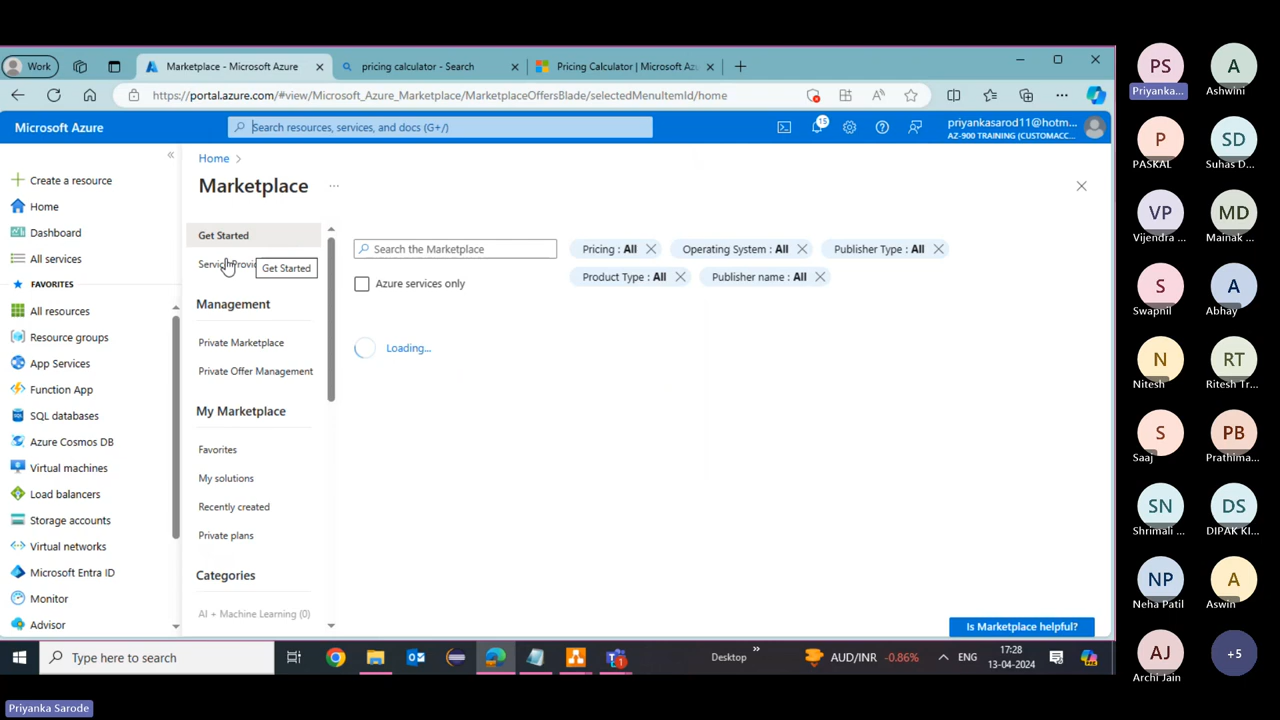 Work
Marketplace - Microsoft Azure
pricing calculator - Search
Pricing Calculator | Microsoft Az
https://portal.azure.com/#view/Microsoft_Azure_Marketplace/MarketplaceOffersBlade/selectedMenuItemId/home
Microsoft Azure
Search resources, services, and docs (G+/)
15
priyankasarod11@hotm...
AZ-900 TRAINING (CUSTOMACC...
Create a resource
Home
Dashboard
All services
FAVORITES
All resources
Resource groups
App Services
Function App
SQL databases
Azure Cosmos DB
Virtual machines
Load balancers
Storage accounts
Virtual networks
Microsoft Entra ID
Monitor
Advisor
Home >
Marketplace ...
Get Started
Service Provi
Get Started
Management
Private Marketplace
Private Offer Management
My Marketplace
Favorites
My solutions
Recently created
Private plans
Categories
AI + Machine Learning (0)
Search the Marketplace
Pricing : All
Operating System : All
Publisher Type : All
Azure services only
Product Type : All
Publisher name : All
Loading...
Is Marketplace helpful?
Type here to search
1
Desktop
AUD/INR -0.86%
ENG
17:28
13-04-2024
Priyanka Sarode
PS
Priyanka...
A
Ashwini
P
PASKAL
SD
Suhas D...
VP
Vijendra ...
MD
Mainak ...
S
Swapnil
A
Abhay
N
Nitesh
RT
Ritesh Tr...
S
Saaj
PB
Prathima...
SN
Shrimali ...
DS
DIPAK KI...
NP
Neha Patil
A
Aswin
AJ
Archi Jain
+5